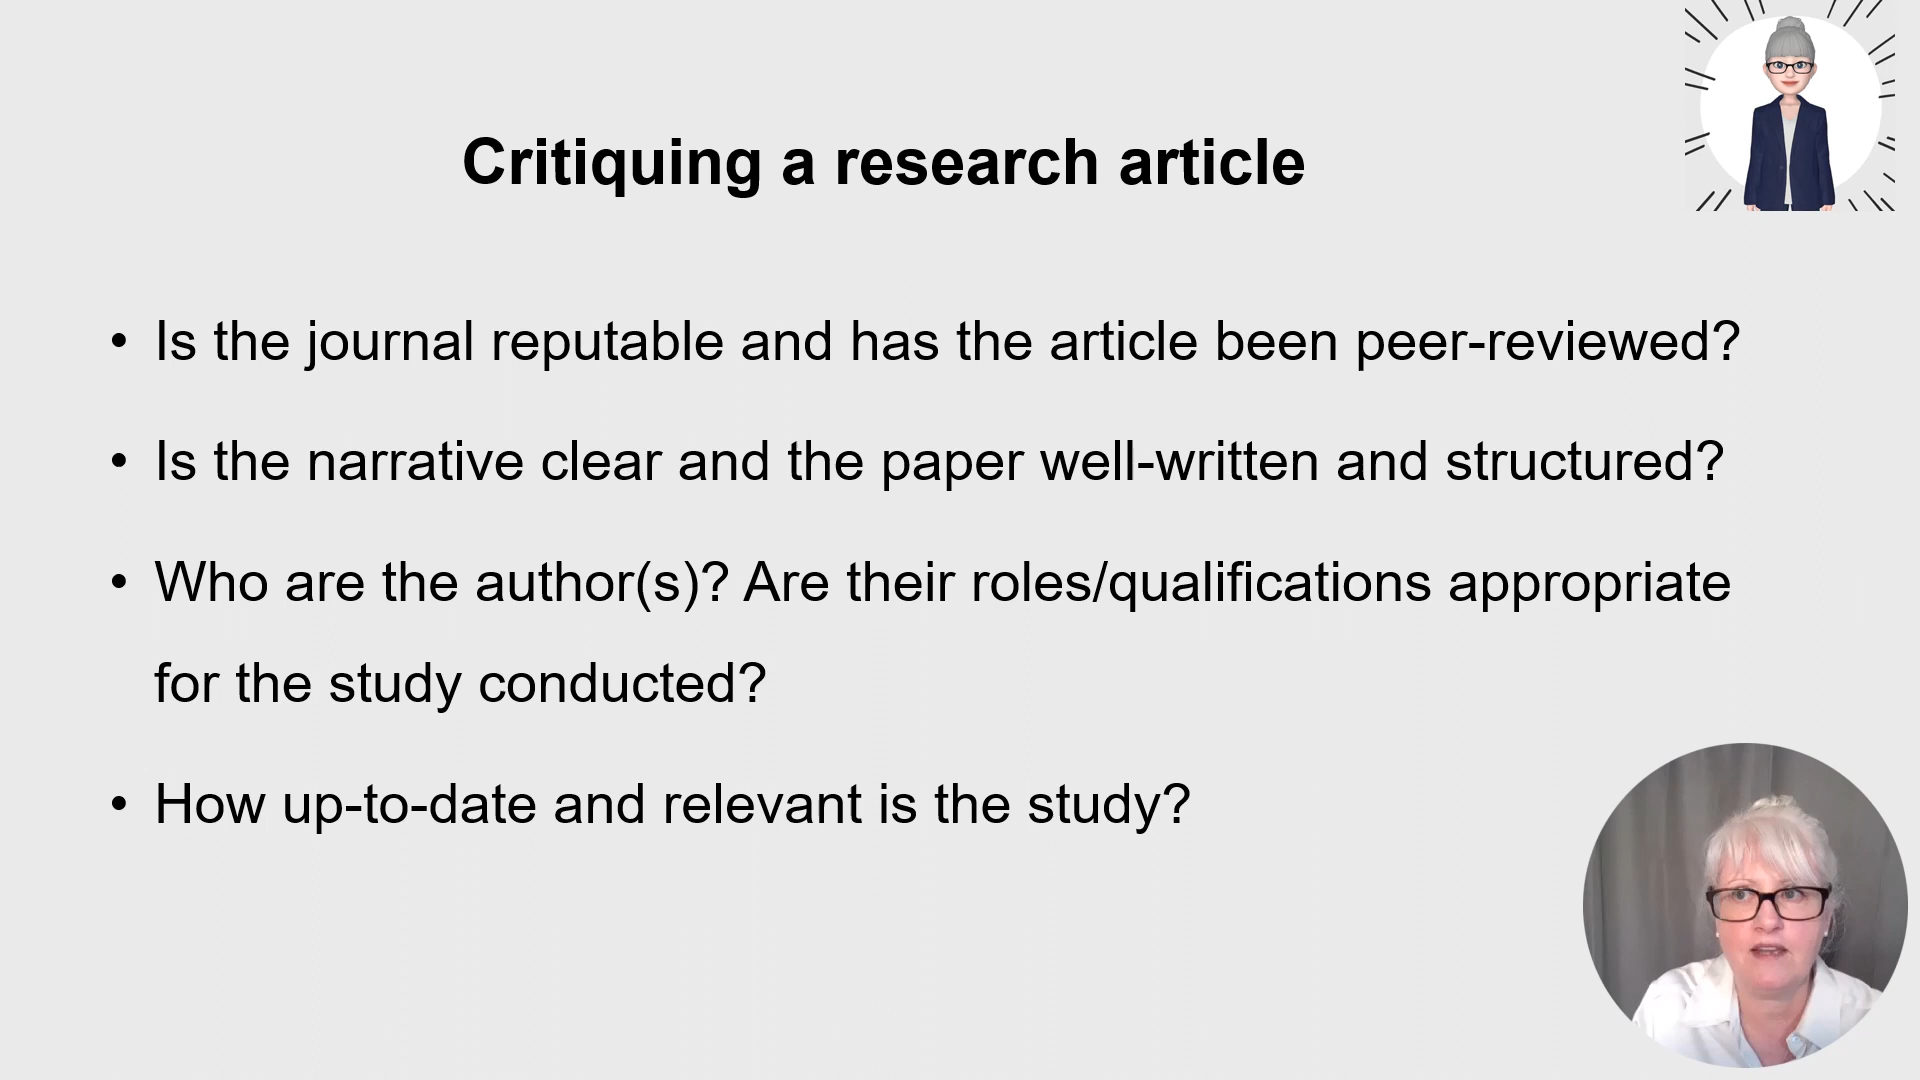 Critiquing a research article
• Is the journal reputable and has the article been peer-reviewed?
• Is the narrative clear and the paper well-written and structured?
• Who are the author(s)? Are their roles/qualifications appropriate
for the study conducted?
• How up-to-date and relevant is the study?